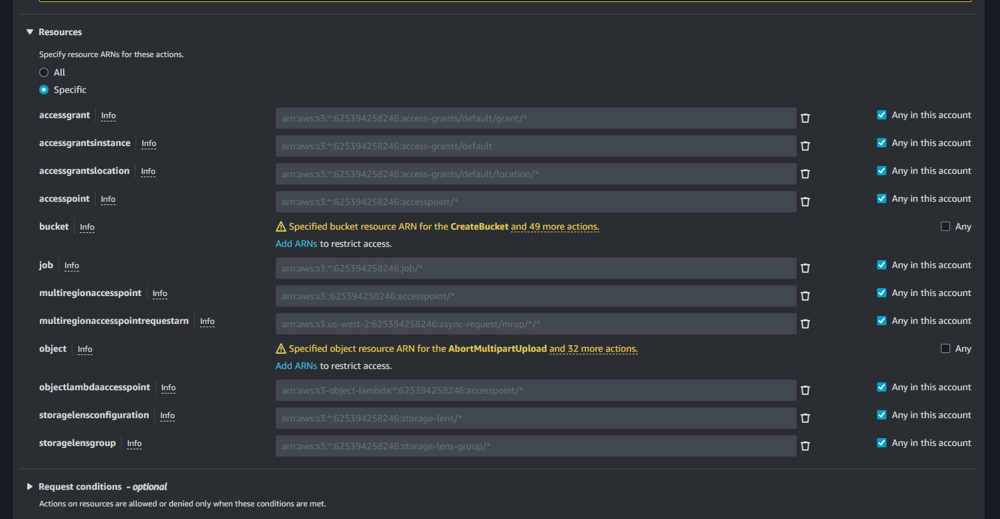 Resources
Specify resource ARNs for these actions.
All
Specific
accessgrant Info arn:aws:s3:*:625394258246:access-grants/default/grant/* Any in this account
accessgrantsinstance Info arn:aws:s3:*:625394258246:access-grants/default Any in this account
accessgrantslocation Info arn:aws:s3:*:625394258246:access-grants/default/location/* Any in this account
accesspoint Info arn:aws:s3:*:625394258246:accesspoint/* Any in this account
bucket Info Specified bucket resource ARN for the CreateBucket and 49 more actions. Any
Add ARNs to restrict access.
job Info arn:aws:s3:*:625394258246:job/* Any in this account
multiregionaccesspoint Info arn:aws:s3::625394258246:accesspoint/* Any in this account
multiregionaccesspointrequestarn Info arn:aws:s3:us-west-2:625394258246:async-request/mrap/*/* Any in this account
object Info Specified object resource ARN for the AbortMultipartUpload and 32 more actions. Any
Add ARNs to restrict access.
objectlambdaaccesspoint Info arn:aws:s3-object-lambda:*:625394258246:accesspoint/* Any in this account
storagelensconfiguration Info arn:aws:s3:*:625394258246:storage-lens/* Any in this account
storagelensgroup Info arn:aws:s3:*:625394258246:storage-lens-group/* Any in this account
Request conditions - optional
Actions on resources are allowed or denied only when these conditions are met.